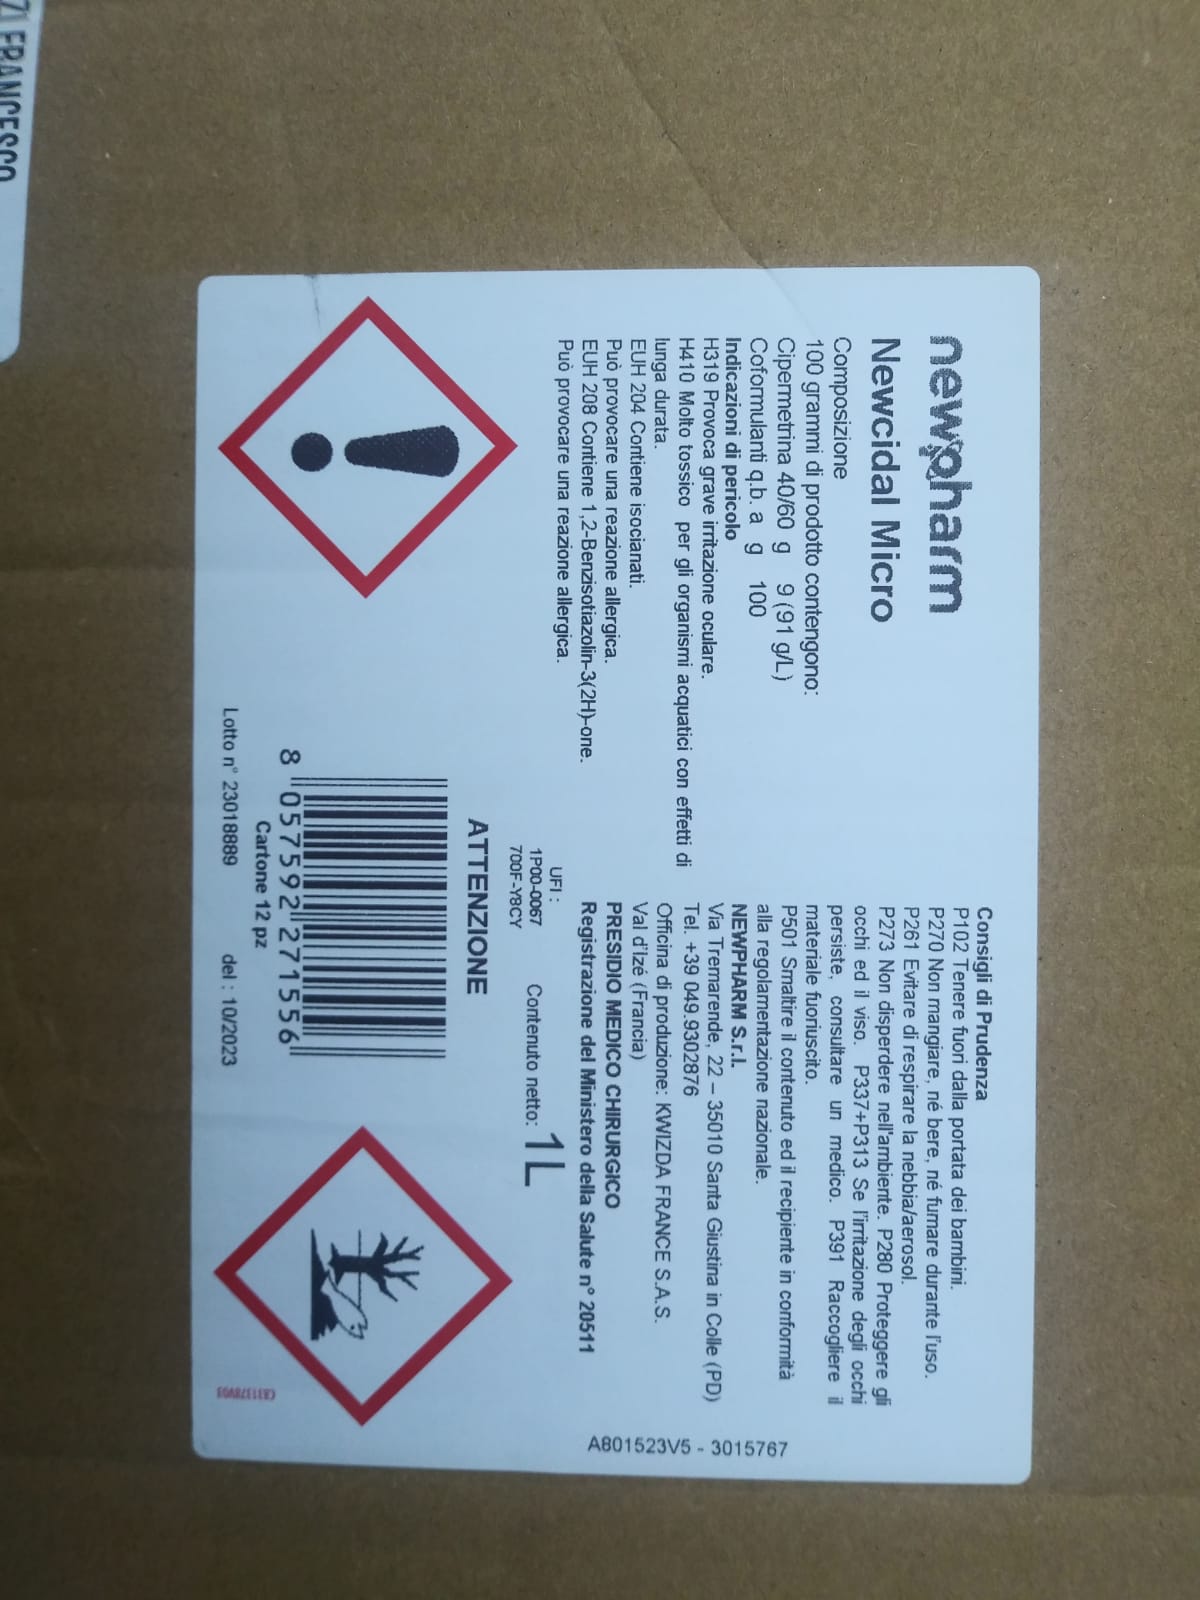 ZI FRANCESCO
newpharm
Newcidal Micro
Composizione
100 grammi di prodotto contengono:
Cipermetrina 40/60 g 9 (91 g/L)
Coformulanti q.b. a g 100
Indicazioni di pericolo
H319 Provoca grave irritazione oculare.
H410 Molto tossico per gli organismi acquatici con effetti di
lunga durata.
EUH 204 Contiene isocianati.
Può provocare una reazione allergica.
EUH 208 Contiene 1,2-Benzisotiazolin-3(2H)-one.
Può provocare una reazione allergica.
Consigli di Prudenza
P102 Tenere fuori dalla portata dei bambini.
P270 Non mangiare, né bere, né fumare durante l'uso.
P261 Evitare di respirare la nebbia/aerosol.
P273 Non disperdere nell'ambiente. P280 Proteggere gli
occhi ed il viso. P337+P313 Se l'irritazione degli occhi
persiste, consultare un medico. P391 Raccogliere il
materiale fuoriuscito.
P501 Smaltire il contenuto ed il recipiente in conformità
alla regolamentazione nazionale.
NEWPHARM S.r.l.
Via Tremarende, 22 – 35010 Santa Giustina in Colle (PD)
Tel. +39 049.9302876
Officina di produzione: KWIZDA FRANCE S.A.S.
Val d'Izé (Francia)
PRESIDIO MEDICO CHIRURGICO
Registrazione del Ministero della Salute n° 20511
UFI :
1P00-0067
700F-Y8CY
Contenuto netto: 1L
ATTENZIONE
8 057592 271556
Cartone 12 pz
Lotto n° 23018889 del : 10/2023
A801523V5 - 3015767
C831378V03